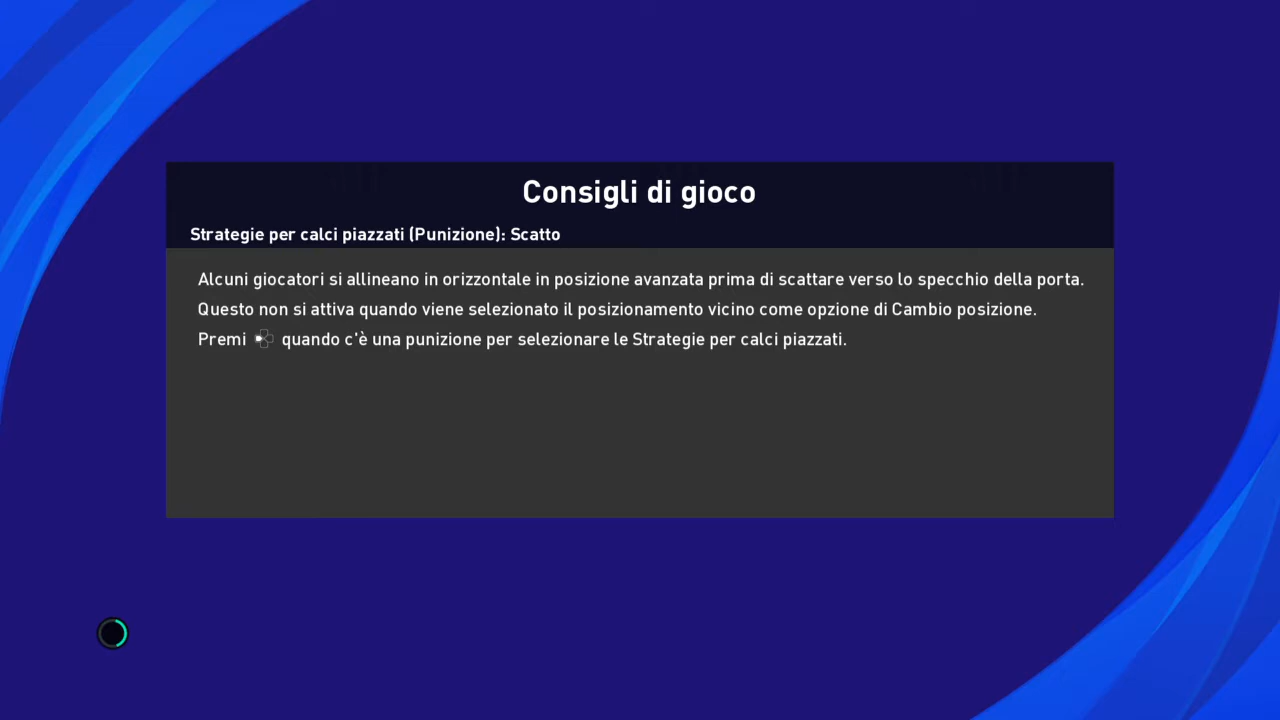 Consigli di gioco
Strategie per calci piazzati (Punizione): Scatto
Alcuni giocatori si allineano in orizzontale in posizione avanzata prima di scattare verso lo specchio della porta.
Questo non si attiva quando viene selezionato il posizionamento vicino come opzione di Cambio posizione.
Premi quando c'è una punizione per selezionare le Strategie per calci piazzati.